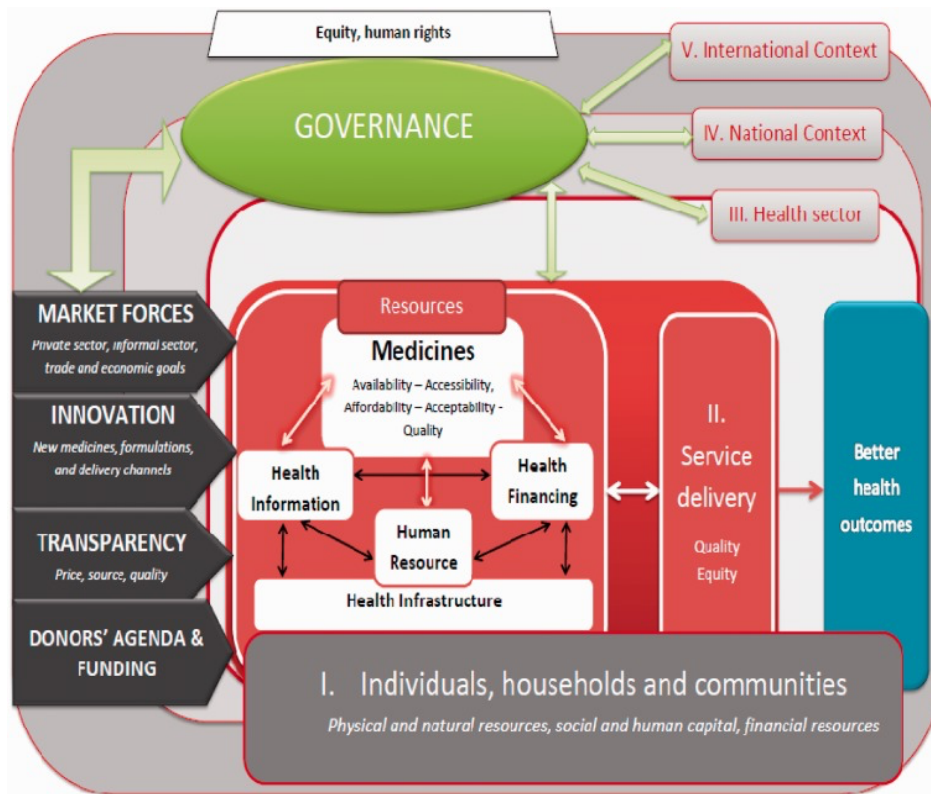 Equity, human rights
GOVERNANCE
V. International Context
IV. National Context
III. Health sector
MARKET FORCES
Private sector, informal sector,
trade and economic goals
INNOVATION
New medicines, formulations,
and delivery channels
TRANSPARENCY
Price, source, quality
DONORS' AGENDA &
FUNDING
Resources
Medicines
Availability – Accessibility,
Affordability – Acceptability -
Quality
Health
Information
Health
Financing
Human
Resource
Health Infrastructure
II.
Service
delivery
Quality
Equity
Better
health
outcomes
I. Individuals, households and communities
Physical and natural resources, social and human capital, financial resources